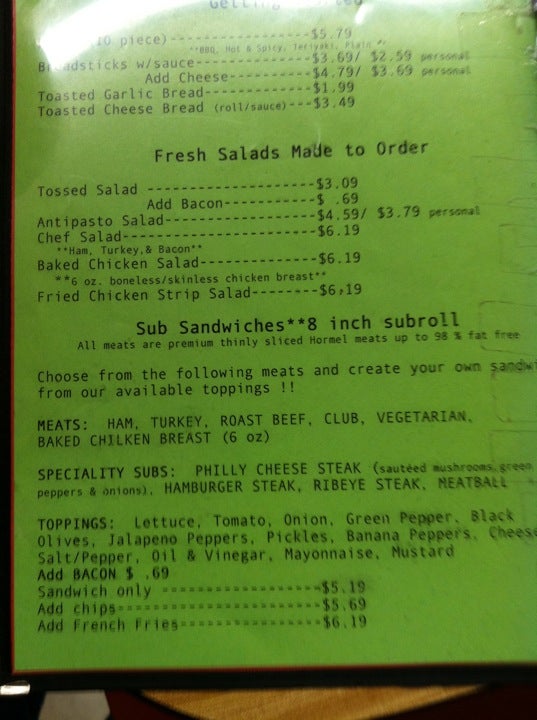 (10 piece)--------------------$5.79
**BBQ, Hot & Spicy, Teriyaki, Plain **
Breadsticks w/sauce--------------$3.69/ $2.59 personal
Add Cheese----------$4.79/ $3.69 personal
Toasted Garlic Bread-------------$1.99
Toasted Cheese Bread (roll/sauce)---$3.49
Fresh Salads Made to Order
Tossed Salad --------------------$3.09
Add Bacon-----------$ .69
Antipasto Salad------------------$4.59/ $3.79 personal
Chef Salad-----------------------$6.19
**Ham, Turkey,& Bacon**
Baked Chicken Salad--------------$6.19
**6 oz. boneless/skinless chicken breast**
Fried Chicken Strip Salad--------$6,19
Sub Sandwiches**8 inch subroll
All meats are premium thinly sliced Hormel meats up to 98 % fat free
Choose from the following meats and create your own
from our available toppings !!
MEATS: HAM, TURKEY, ROAST BEEF, CLUB, VEGETARIAN,
BAKED CHILKEN BREAST (6 oz)
SPECIALITY SUBS: PHILLY CHEESE STEAK (sautéed mushrooms, green
peppers & onions), HAMBURGER STEAK, RIBEYE STEAK, MEATBALL
TOPPINGS: Lettuce, Tomato, Onion, Green Pepper, Black
Olives, Jalapeno Peppers, Pickles, Banana Peppers, Cheese
Salt/Pepper, Oil & Vinegar, Mayonnaise, Mustard
Add BACON $ .69
Sandwich only ===================$5.19
Add chips========================$5.69
Add French Fries=================$6.19